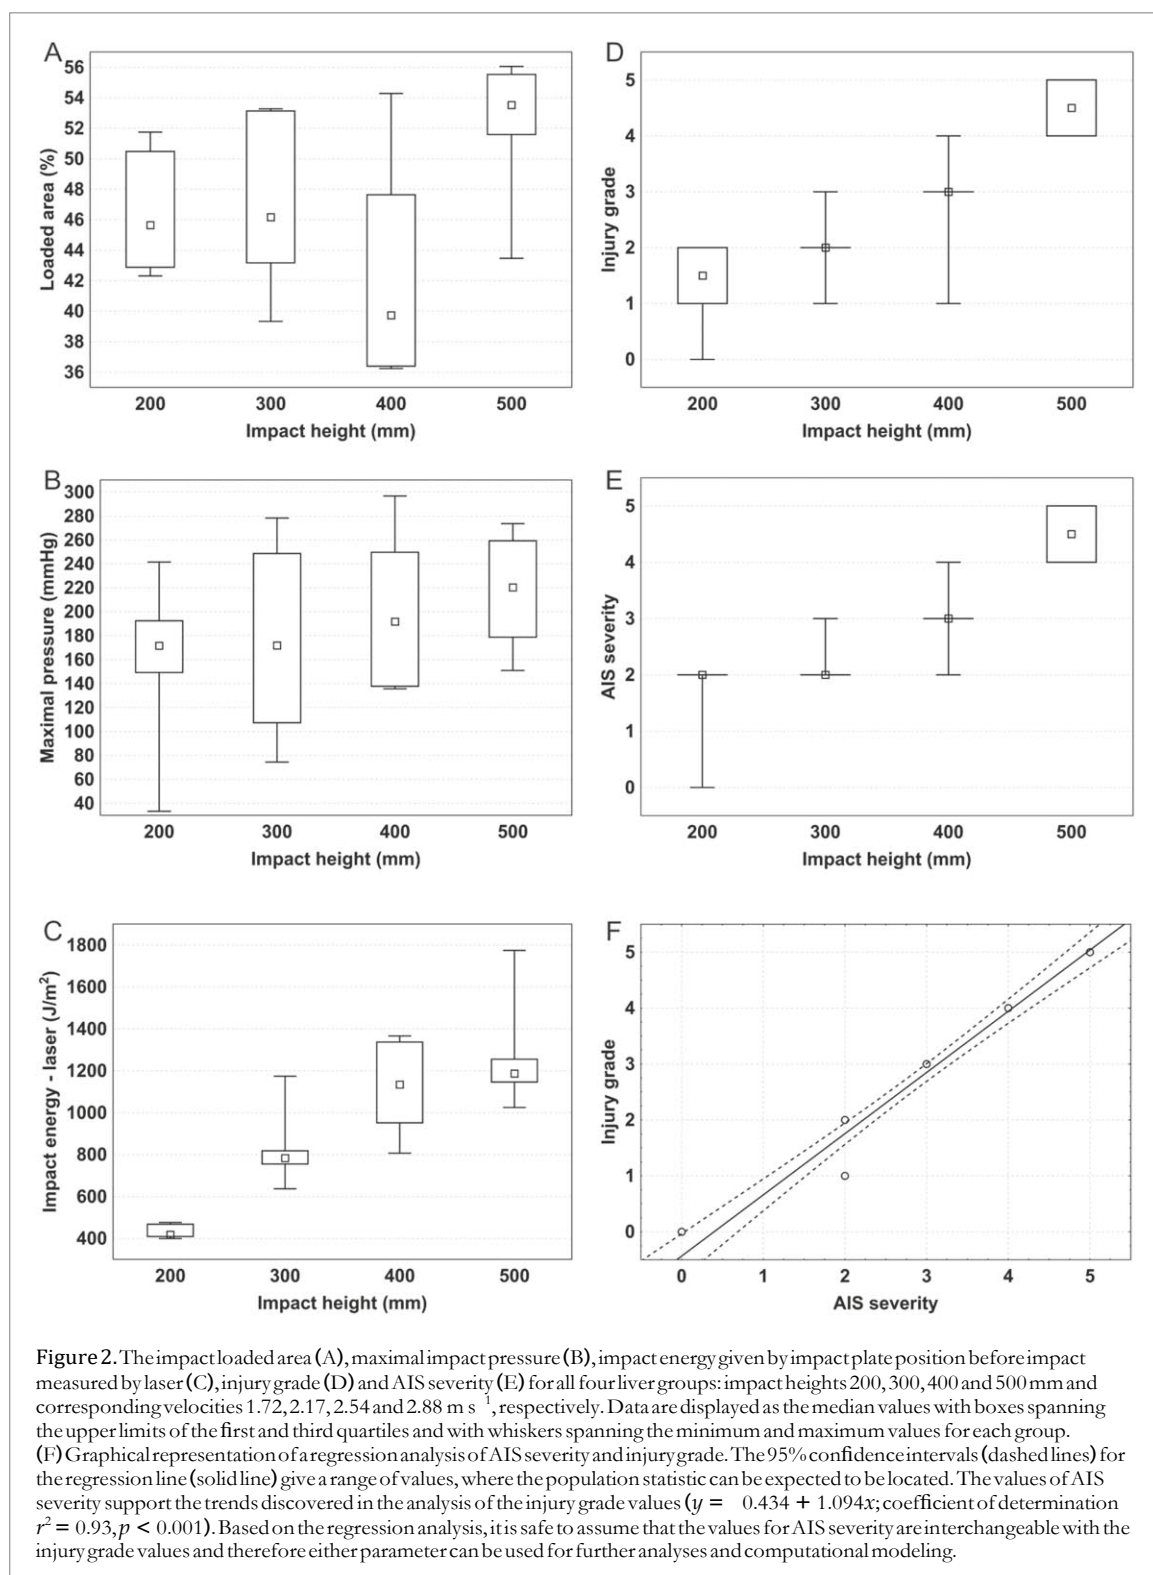 A
56
54
52
50
48
46
44
42
40
38
36
Loaded area (%)
200 300 400 500
Impact height (mm)
D
5
4
3
2
1
0
Injury grade
200 300 400 500
Impact height (mm)
B
300
280
260
240
220
200
180
160
140
120
100
80
60
40
Maximal pressure (mmHg)
200 300 400 500
Impact height (mm)
E
5
4
3
2
1
0
AIS severity
200 300 400 500
Impact height (mm)
C
1800
1600
1400
1200
1000
800
600
400
Impact energy - laser (J/m²)
200 300 400 500
Impact height (mm)
F
5
4
3
2
1
0
Injury grade
0 1 2 3 4 5
AIS severity
Figure 2. The impact loaded area (A), maximal impact pressure (B), impact energy given by impact plate position before impact
measured by laser (C), injury grade (D) and AIS severity (E) for all four liver groups: impact heights 200, 300, 400 and 500 mm and
corresponding velocities 1.72, 2.17, 2.54 and 2.88 m s ¹, respectively. Data are displayed as the median values with boxes spanning
the upper limits of the first and third quartiles and with whiskers spanning the minimum and maximum values for each group.
(F) Graphical representation of a regression analysis of AIS severity and injury grade. The 95% confidence intervals (dashed lines) for
the regression line (solid line) give a range of values, where the population statistic can be expected to be located. The values of AIS
severity support the trends discovered in the analysis of the injury grade values (y = 0.434 + 1.094x; coefficient of determination
r² = 0.93, p < 0.001). Based on the regression analysis, it is safe to assume that the values for AIS severity are interchangeable with the
injury grade values and therefore either parameter can be used for further analyses and computational modeling.